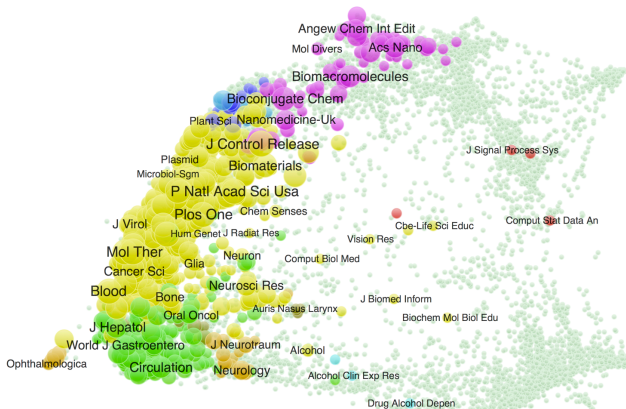 Angew Chem Int Edit
Mol Divers
Acs Nano
Biomacromolecules
Bioconjugate Chem
Plant Sci
Nanomedicine-Uk
J Control Release
J Signal Process Sys
Plasmid
Biomaterials
Microbiol-Sgm
P Natl Acad Sci Usa
Plos One
Chem Senses
J Virol
Hum Genet
J Radiat Res
Cbe-Life Sci Educ
Comput Stat Data An
Vision Res
Mol Ther
Glia
Neuron
Comput Biol Med
Cancer Sci
Blood
Bone
Neurosci Res
J Biomed Inform
Oral Oncol
Auris Nasus Larynx
Biochem Mol Biol Edu
J Hepatol
World J Gastroentero
J Neurotraum
Alcohol
Ophthalmologica
Circulation
Neurology
Alcohol Clin Exp Res
Drug Alcohol Depen